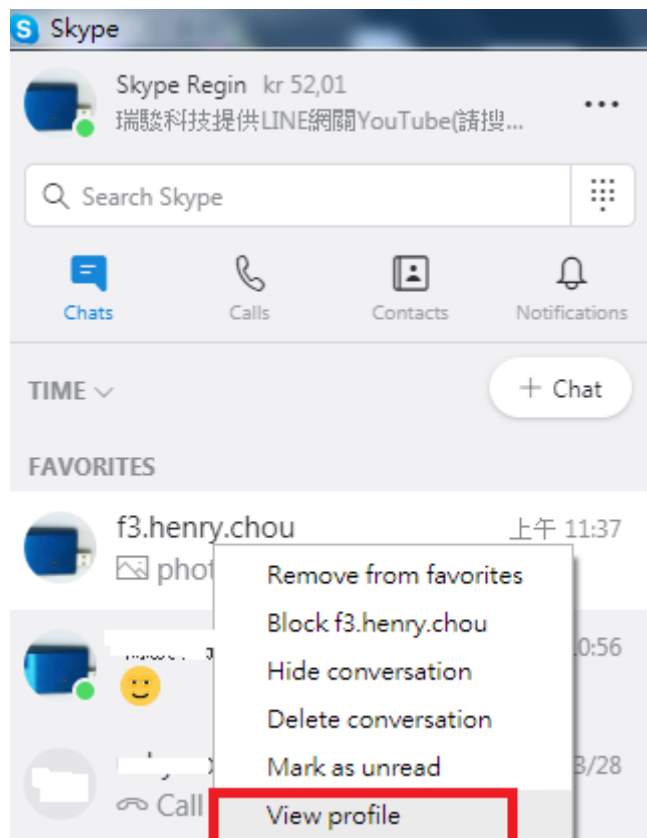 Skype
Skype Regin kr 52,01
瑞駿科技提供LINE網關YouTube(請搜...
Search Skype
Chats Calls Contacts Notifications
TIME
+ Chat
FAVORITES
f3.henry.chou 上午 11:37
phot
Remove from favorites
Block f3.henry.chou
0:56
Hide conversation
Delete conversation
Mark as unread
8/28
Call
View profile